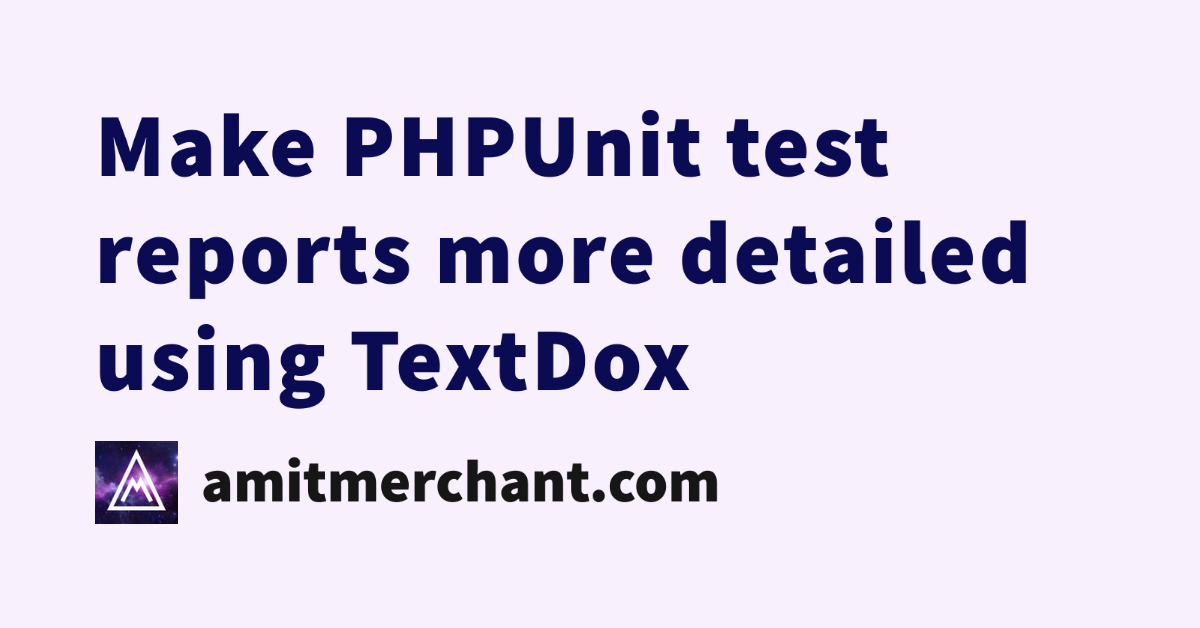 Make PHPUnit test
reports more detailed
using TextDox
amitmerchant.com